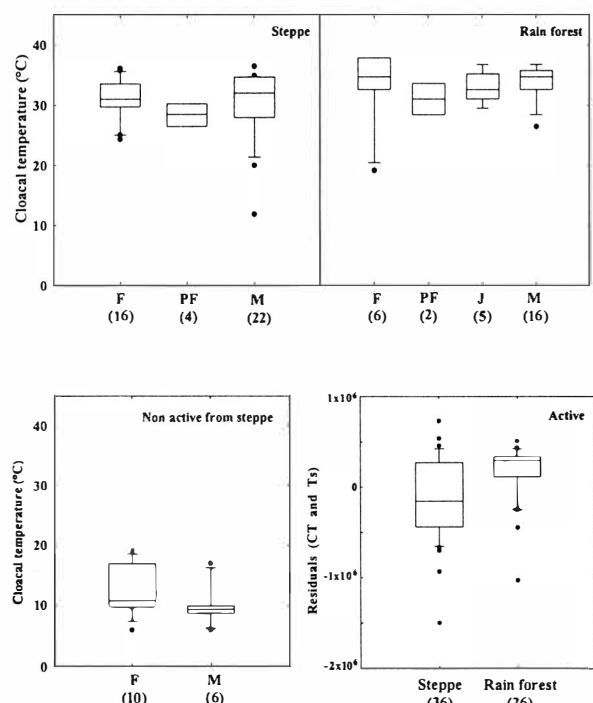 Steppe
Rain forest
Cloacal temperature (°C)
40
30
20
10
0
F
PF
M
F
PF
J
M
(16)
(4)
(22)
(6)
(2)
(5)
(16)
Non active from steppe
Cloacal temperature (°C)
40
30
20
10
0
F
M
(10)
(6)
Active
Residuals (CT and Ts)
1x10⁶
0
-1x10⁶
-2x10⁶
Steppe
Rain forest
(36)
(26)